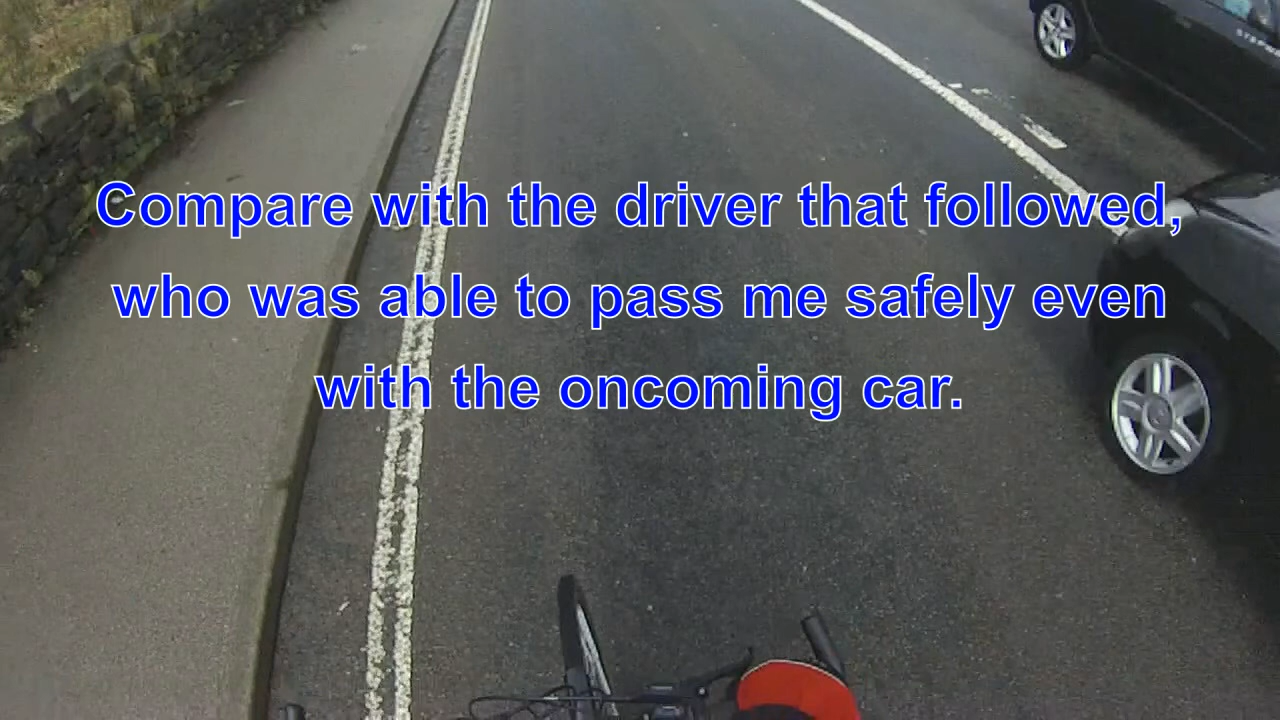 Compare with the driver that followed,
who was able to pass me safely even
with the oncoming car.